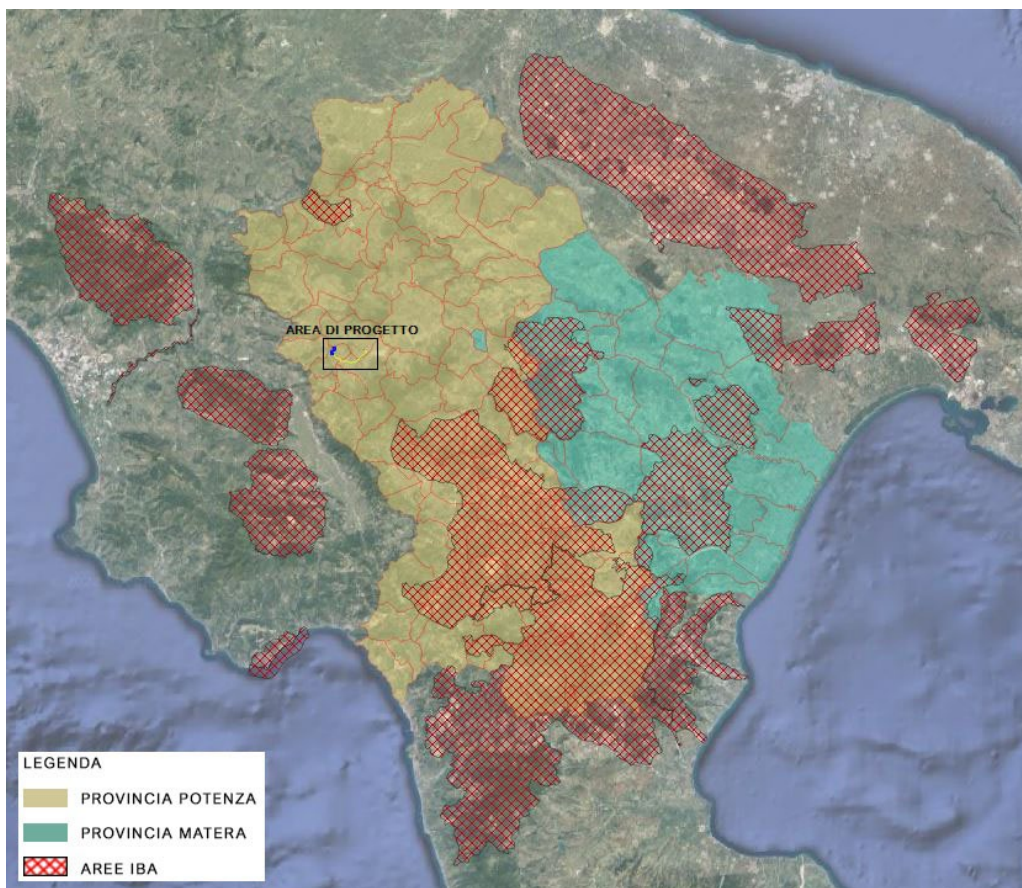 AREA DI PROGETTO
LEGENDA
PROVINCIA POTENZA
PROVINCIA MATERA
AREE IBA